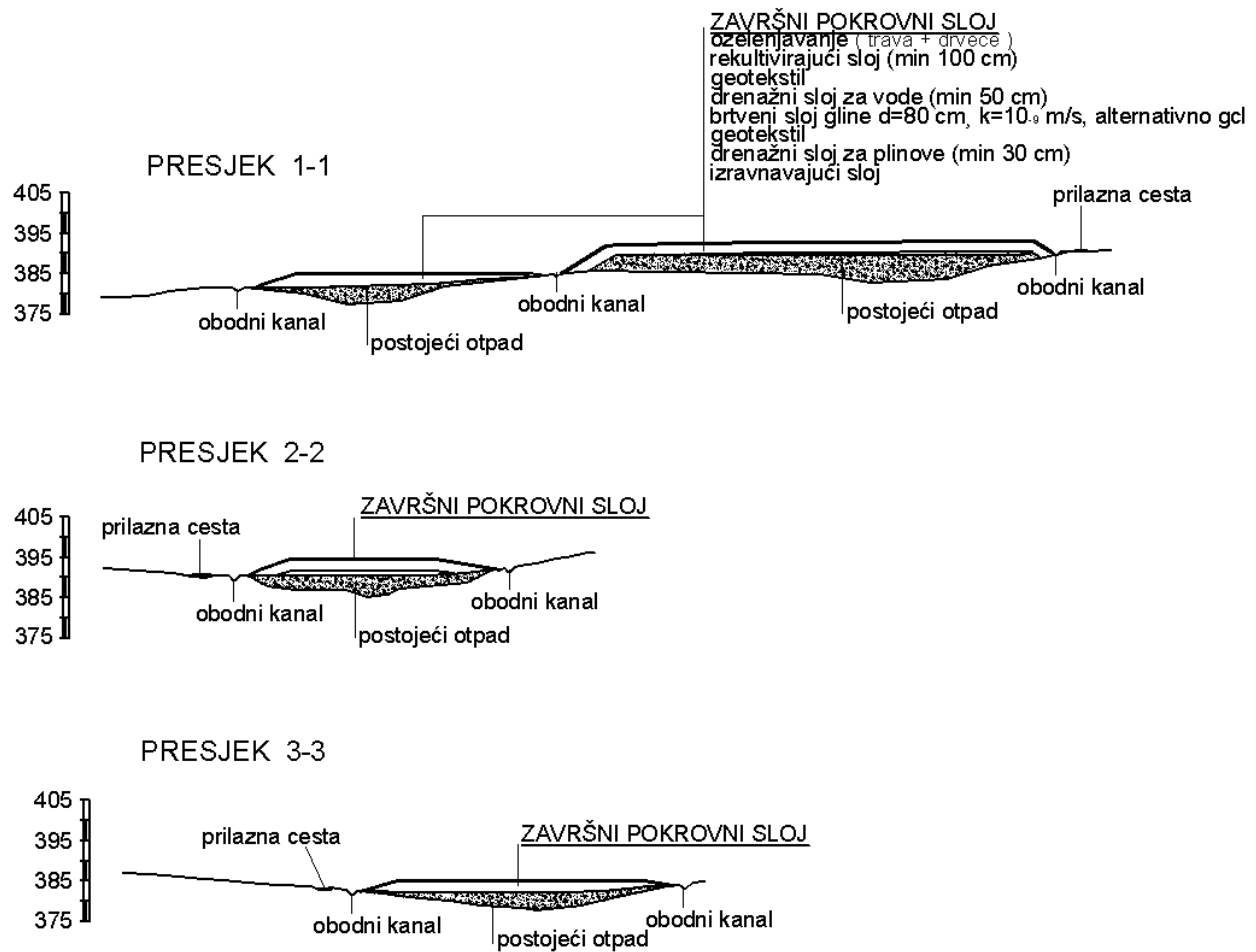 ZAVRŠNI POKROVNI SLOJ
ozelenjavanje ( trava + drveće )
rekultivirajući sloj (min 100 cm)
geotekstil
drenažni sloj za vode (min 50 cm)
brtveni sloj gline d=80 cm, k=10-9 m/s, alternativno gcl
geotekstil
drenažni sloj za plinove (min 30 cm)
izravnavajući sloj
PRESJEK 1-1
405
395
385
375
prilazna cesta
obodni kanal
postojeći otpad
obodni kanal
postojeći otpad
obodni kanal
PRESJEK 2-2
405
395
385
375
ZAVRŠNI POKROVNI SLOJ
prilazna cesta
obodni kanal
obodni kanal
postojeći otpad
PRESJEK 3-3
405
395
385
375
prilazna cesta
ZAVRŠNI POKROVNI SLOJ
obodni kanal
obodni kanal
postojeći otpad